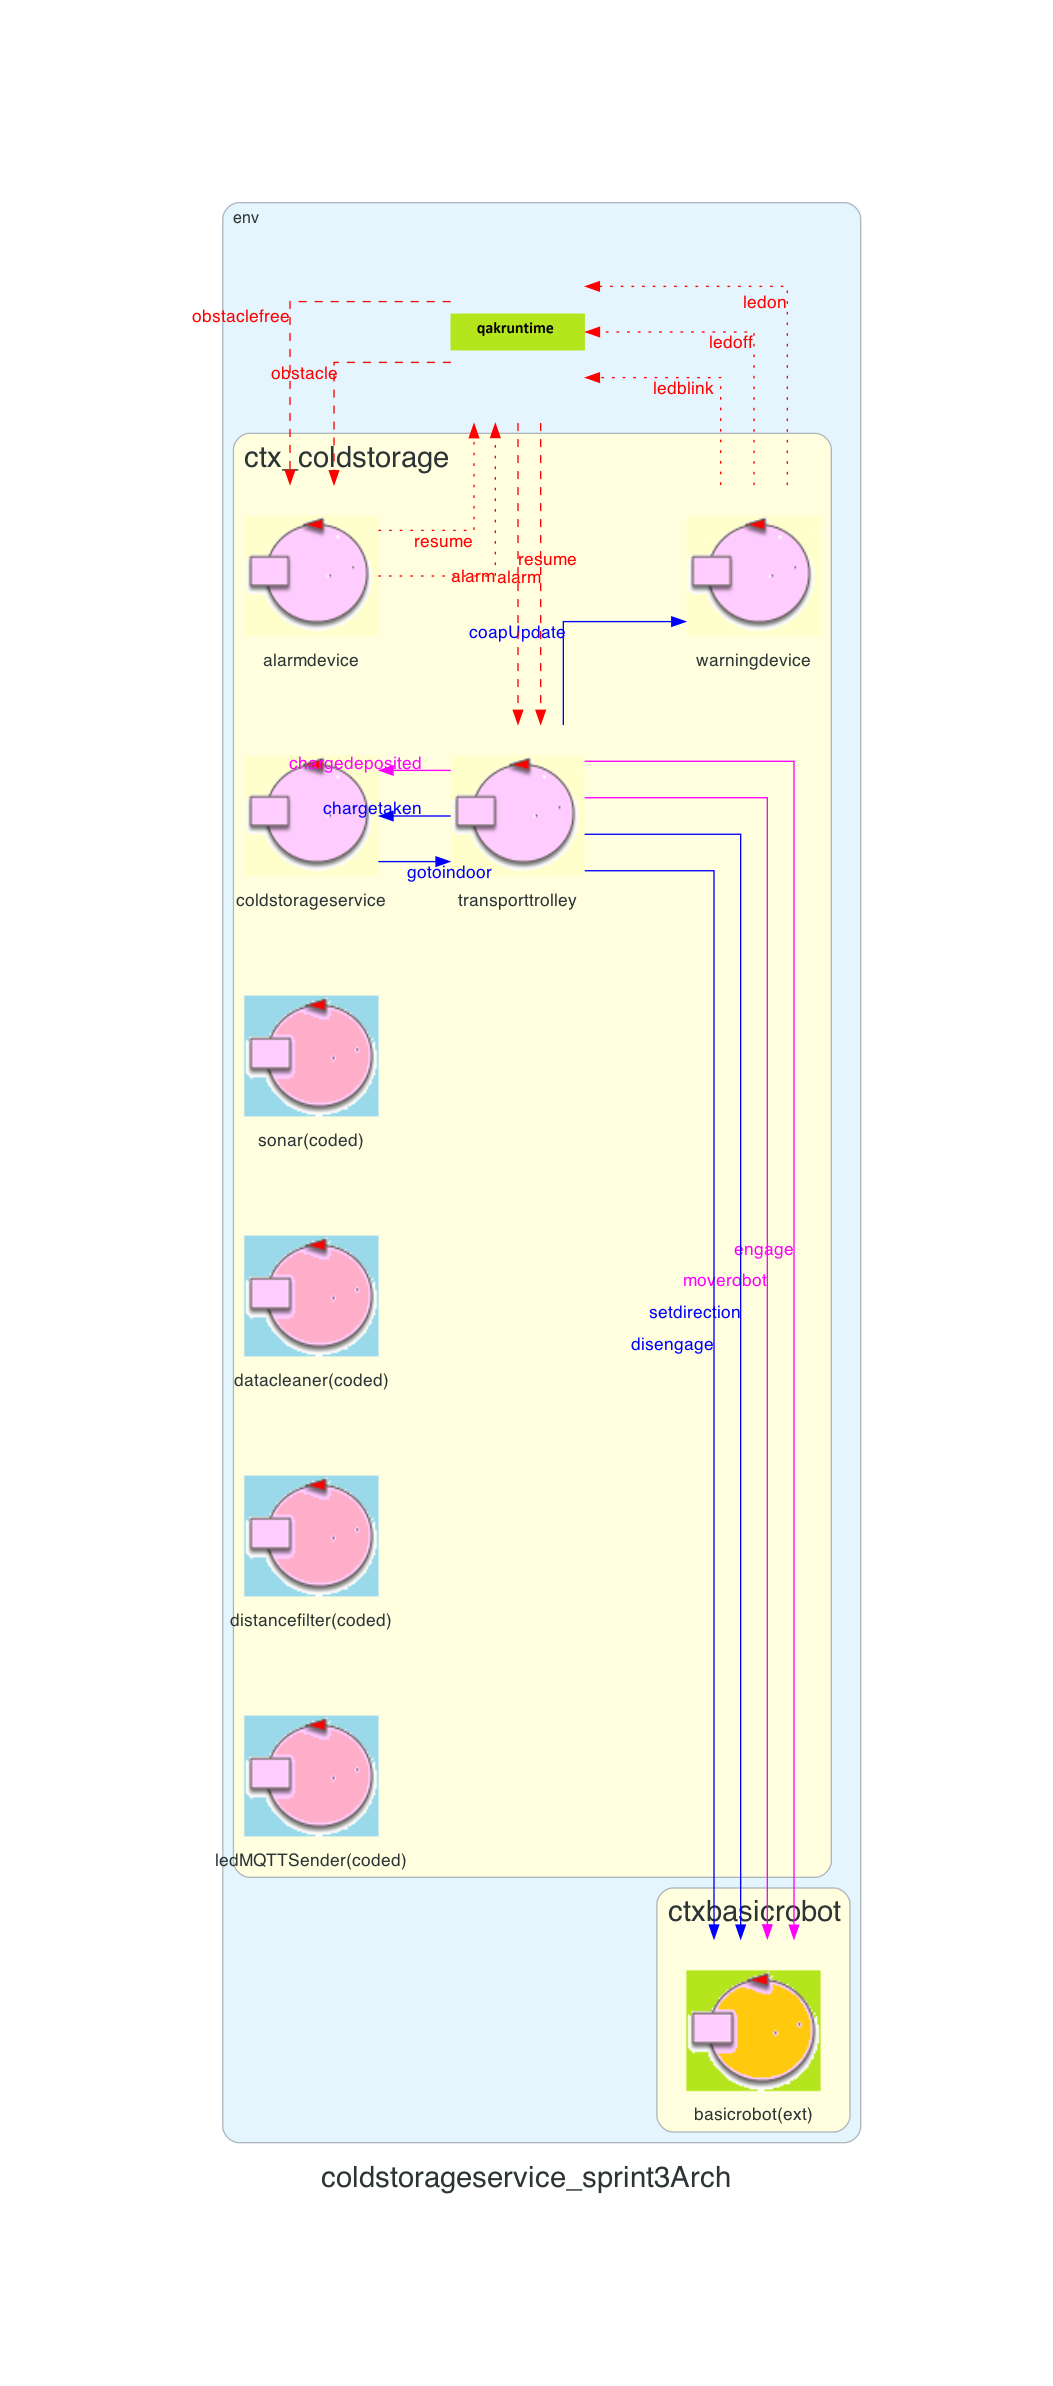 env
ledon
obstaclefree
qakruntime
ledoff
obstacle
ledblink
ctx_coldstorage
resume
resume
alarm
alarm
coapUpdate
alarmdevice
warningdevice
chargedeposited
chargetaken
gotoindoor
coldstorageservice
transporttrolley
sonar(coded)
engage
moverobot
setdirection
disengage
datacleaner(coded)
distancefilter(coded)
ledMQTTSender(coded)
ctxbasicrobot
basicrobot(ext)
coldstorageservice_sprint3Arch